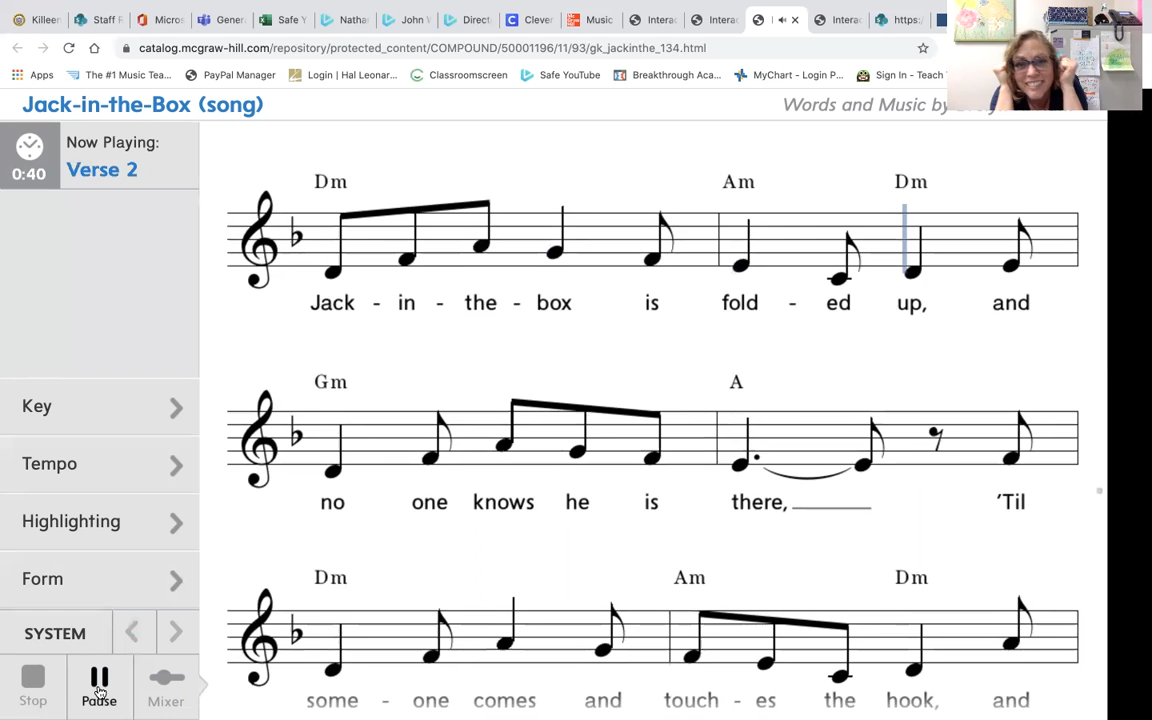 Killeen Staff R Micros Genera Safe Y Nathar John W Direct Clever Music Interac Interac Interac https:/
catalog.mcgraw-hill.com/repository/protected_content/COMPOUND/50001196/11/93/gk_jackinthe_134.html
Apps The #1 Music Tea... PayPal Manager Login | Hal Leonar... Classroomscreen Safe YouTube Breakthrough Aca... MyChart - Login P... Sign In - Teach
Jack-in-the-Box (song) Words and Music by
Now Playing:
Verse 2
0:40
Dm Am Dm
Jack - in - the - box is fold - ed up, and
Gm A
no one knows he is there, 'Til
Dm Am Dm
some - one comes and touch - es the hook, and
Key
Tempo
Highlighting
Form
SYSTEM
Stop Pause Mixer